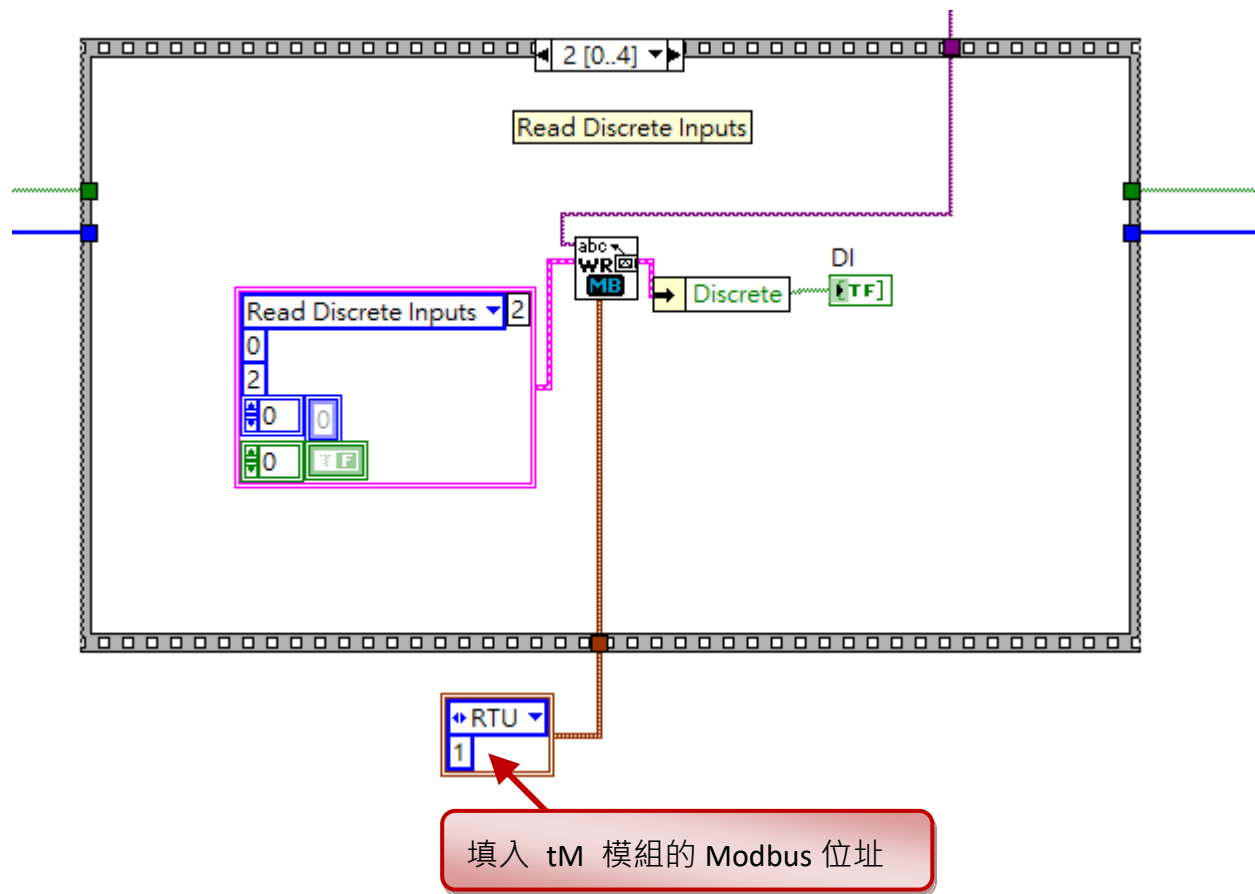 2 [0..4]
Read Discrete Inputs
abc
WR
MB
DI
Discrete
TF
Read Discrete Inputs 2
0
2
0 0
0 F
RTU
1
填入 tM 模組的 Modbus 位址